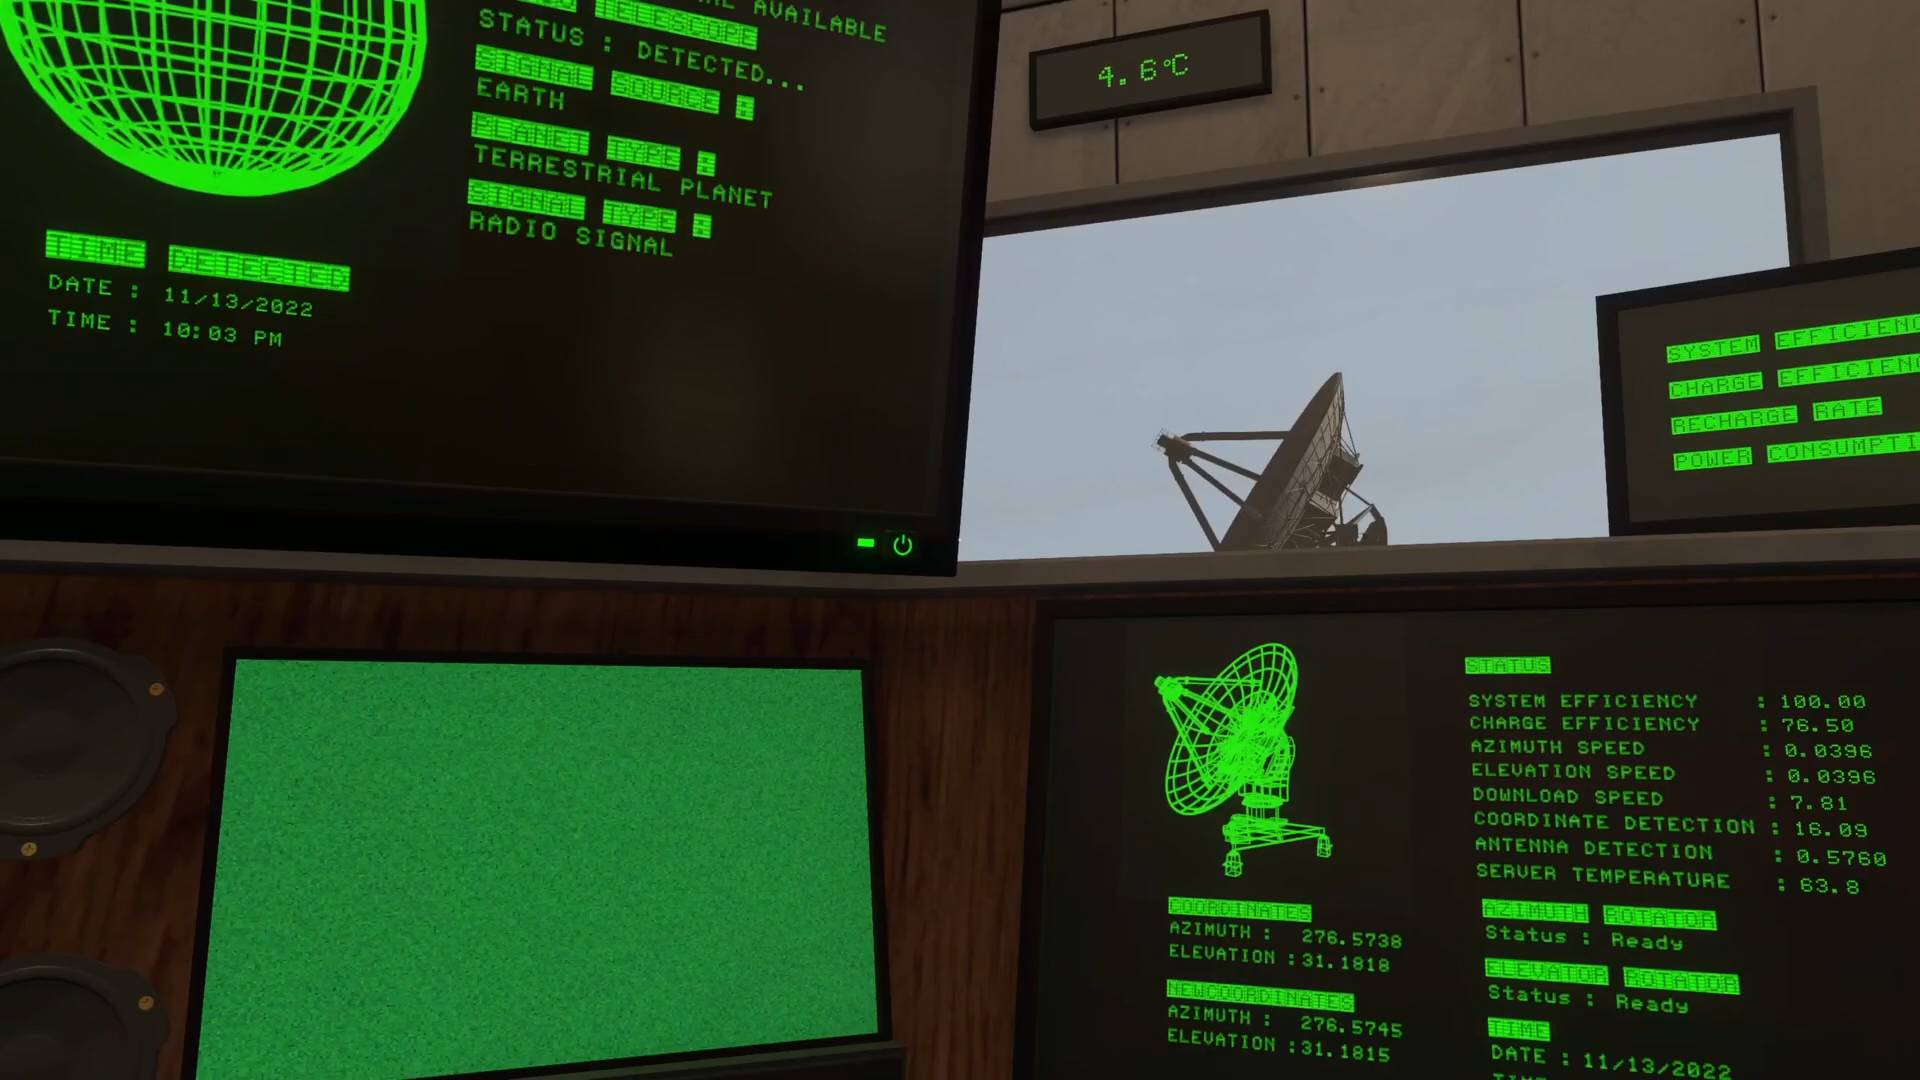 AVAILABLE
TELESCOPE
STATUS : DETECTED...
SIGNAL SOURCE :
EARTH
PLANET TYPE :
TERRESTRIAL PLANET
SIGNAL TYPE :
RADIO SIGNAL
TIME DETECTED
DATE : 11/13/2022
TIME : 10:03 PM
4.6°C
SYSTEM
CHARGE
RECHARGE RATE
POWER
STATUS
SYSTEM EFFICIENCY : 100.00
CHARGE EFFICIENCY : 76.50
AZIMUTH SPEED : 0.0396
ELEVATION SPEED : 0.0396
DOWNLOAD SPEED : 7.81
COORDINATE DETECTION : 16.09
ANTENNA DETECTION : 0.5760
SERVER TEMPERATURE : 63.8
COORDINATES
AZIMUTH : 276.5738
ELEVATION :31.1818
NEWCOORDINATES
AZIMUTH : 276.5745
ELEVATION :31.1815
AZIMUTH ROTATOR
Status : Ready
ELEVATOR ROTATOR
Status : Ready
TIME
DATE : 11/13/2022